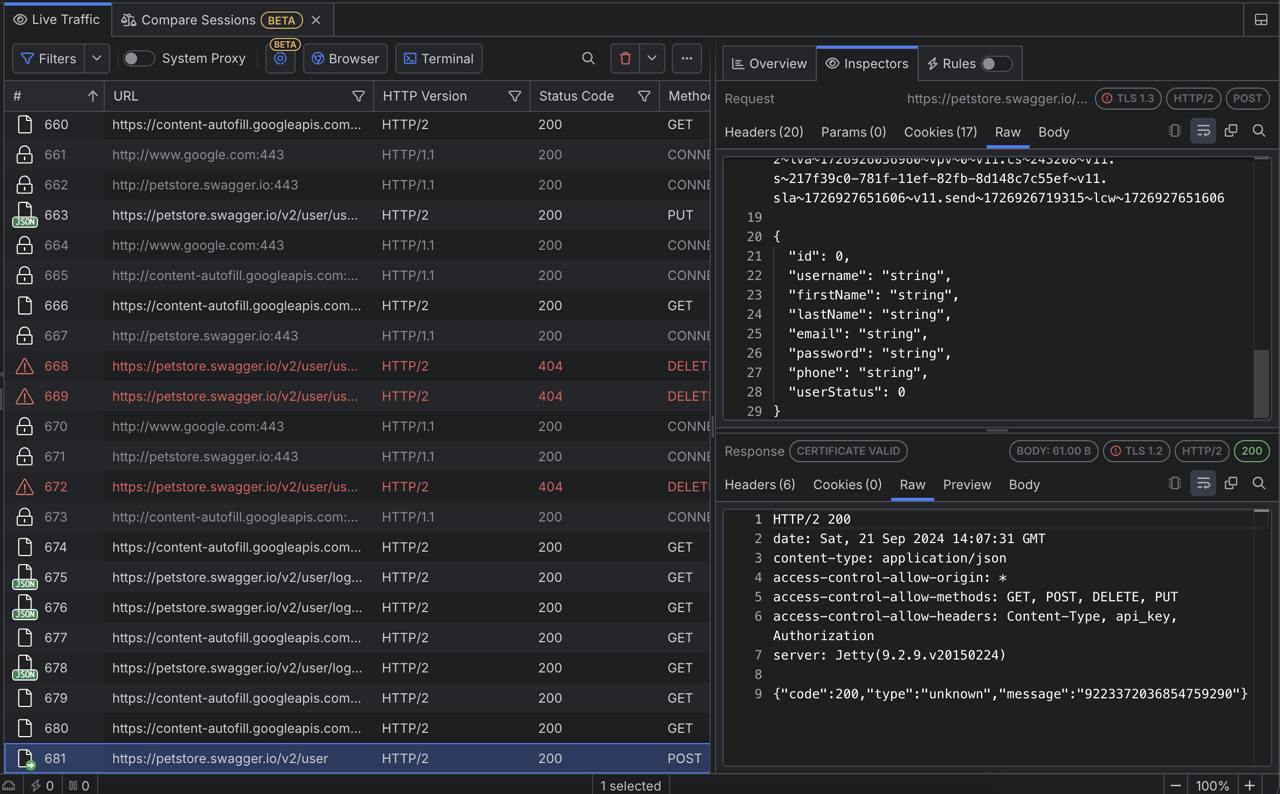 Live Traffic
Compare Sessions BETA
Filters
System Proxy
BETA
Browser
Terminal
# URL HTTP Version Status Code Metho
660 https://content-autofill.googleapis.com... HTTP/2 200 GET
661 http://www.google.com:443 HTTP/1.1 200 CONNE
662 http://petstore.swagger.io:443 HTTP/1.1 200 CONNE
JSON 663 https://petstore.swagger.io/v2/user/us... HTTP/2 200 PUT
664 http://www.google.com:443 HTTP/1.1 200 CONNE
665 http://content-autofill.googleapis.com:... HTTP/1.1 200 CONNE
666 https://content-autofill.googleapis.com... HTTP/2 200 GET
667 http://petstore.swagger.io:443 HTTP/1.1 200 CONNE
668 https://petstore.swagger.io/v2/user/us... HTTP/2 404 DELET
669 https://petstore.swagger.io/v2/user/us... HTTP/2 404 DELET
670 http://www.google.com:443 HTTP/1.1 200 CONNE
671 http://petstore.swagger.io:443 HTTP/1.1 200 CONNE
672 https://petstore.swagger.io/v2/user/us... HTTP/2 404 DELET
673 http://content-autofill.googleapis.com:... HTTP/1.1 200 CONNE
674 https://content-autofill.googleapis.com... HTTP/2 200 GET
JSON 675 https://petstore.swagger.io/v2/user/log... HTTP/2 200 GET
JSON 676 https://petstore.swagger.io/v2/user/log... HTTP/2 200 GET
677 https://content-autofill.googleapis.com... HTTP/2 200 GET
JSON 678 https://petstore.swagger.io/v2/user/log... HTTP/2 200 GET
679 https://content-autofill.googleapis.com... HTTP/2 200 GET
680 https://content-autofill.googleapis.com... HTTP/2 200 GET
681 https://petstore.swagger.io/v2/user HTTP/2 200 POST
0 0
1 selected
100%
Overview Inspectors Rules
Request https://petstore.swagger.io/... TLS 1.3 HTTP/2 POST
Headers (20) Params (0) Cookies (17) Raw Body
2~lva~1726926036960~vpv~0~v11.cs~243208~v11.
s~217f39c0-781f-11ef-82fb-8d148c7c55ef~v11.
sla~1726927651606~v11.send~1726926719315~lcw~1726927651606
19
20 {
21 "id": 0,
22 "username": "string",
23 "firstName": "string",
24 "lastName": "string",
25 "email": "string",
26 "password": "string",
27 "phone": "string",
28 "userStatus": 0
29 }
Response CERTIFICATE VALID BODY: 61.00 B TLS 1.2 HTTP/2 200
Headers (6) Cookies (0) Raw Preview Body
1 HTTP/2 200
2 date: Sat, 21 Sep 2024 14:07:31 GMT
3 content-type: application/json
4 access-control-allow-origin: *
5 access-control-allow-methods: GET, POST, DELETE, PUT
6 access-control-allow-headers: Content-Type, api_key,
Authorization
7 server: Jetty(9.2.9.v20150224)
8
9 {"code":200,"type":"unknown","message":"9223372036854759290"}